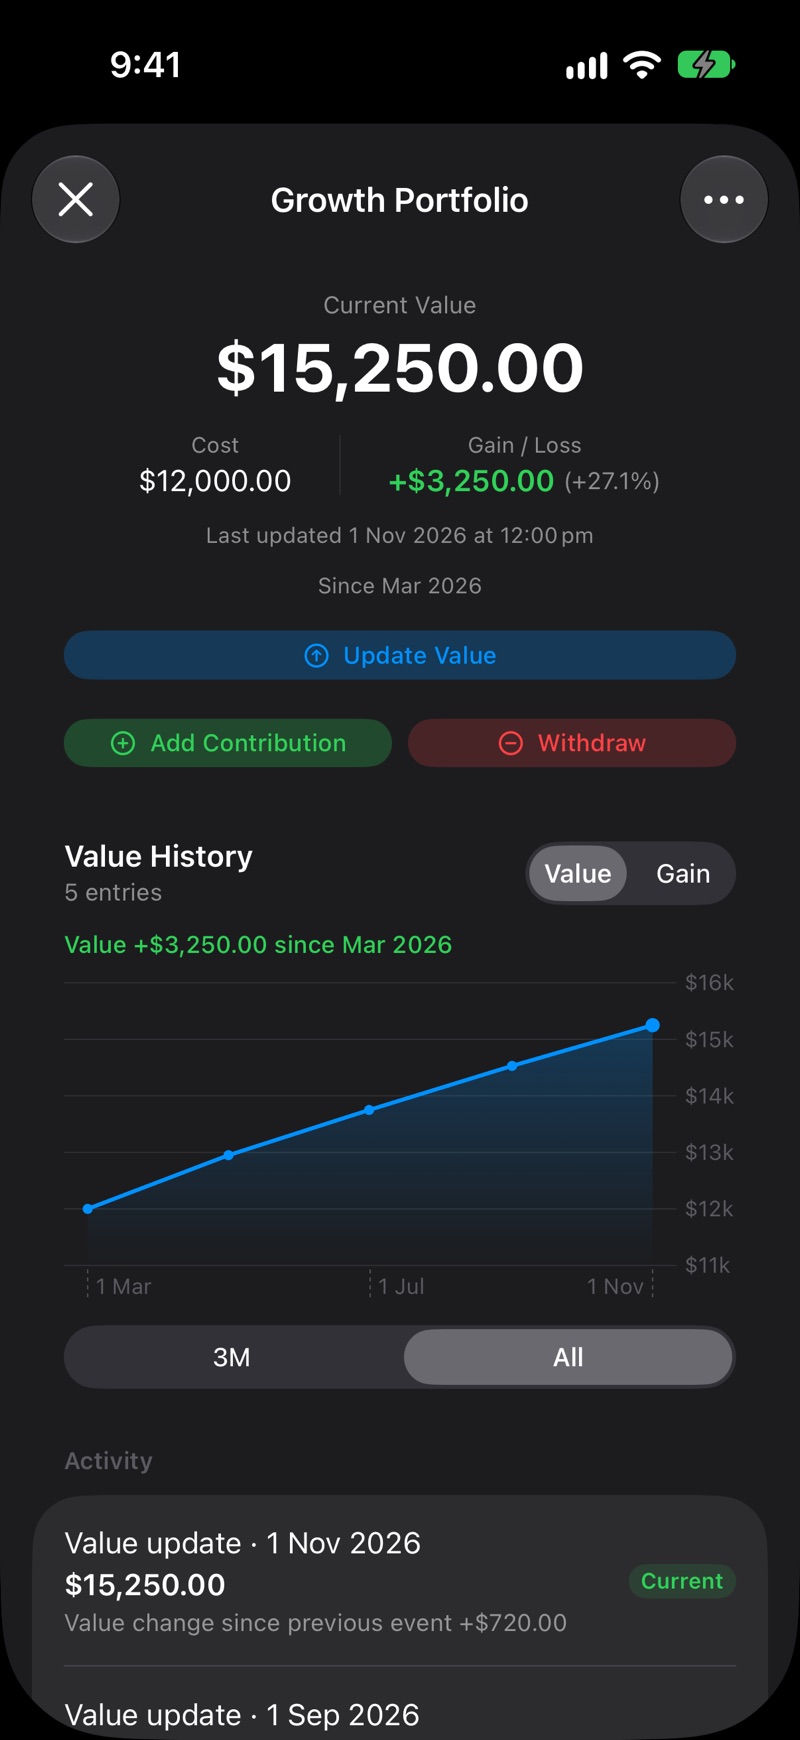 9:41
Growth Portfolio
Current Value
$15,250.00
Cost
$12,000.00
Gain / Loss
+$3,250.00 (+27.1%)
Last updated 1 Nov 2026 at 12:00 pm
Since Mar 2026
Update Value
Add Contribution
Withdraw
Value History
5 entries
Value Gain
Value +$3,250.00 since Mar 2026
$16k
$15k
$14k
$13k
$12k
$11k
1 Mar 1 Jul 1 Nov
3M All
Activity
Value update · 1 Nov 2026
$15,250.00
Current
Value change since previous event +$720.00
Value update · 1 Sep 2026